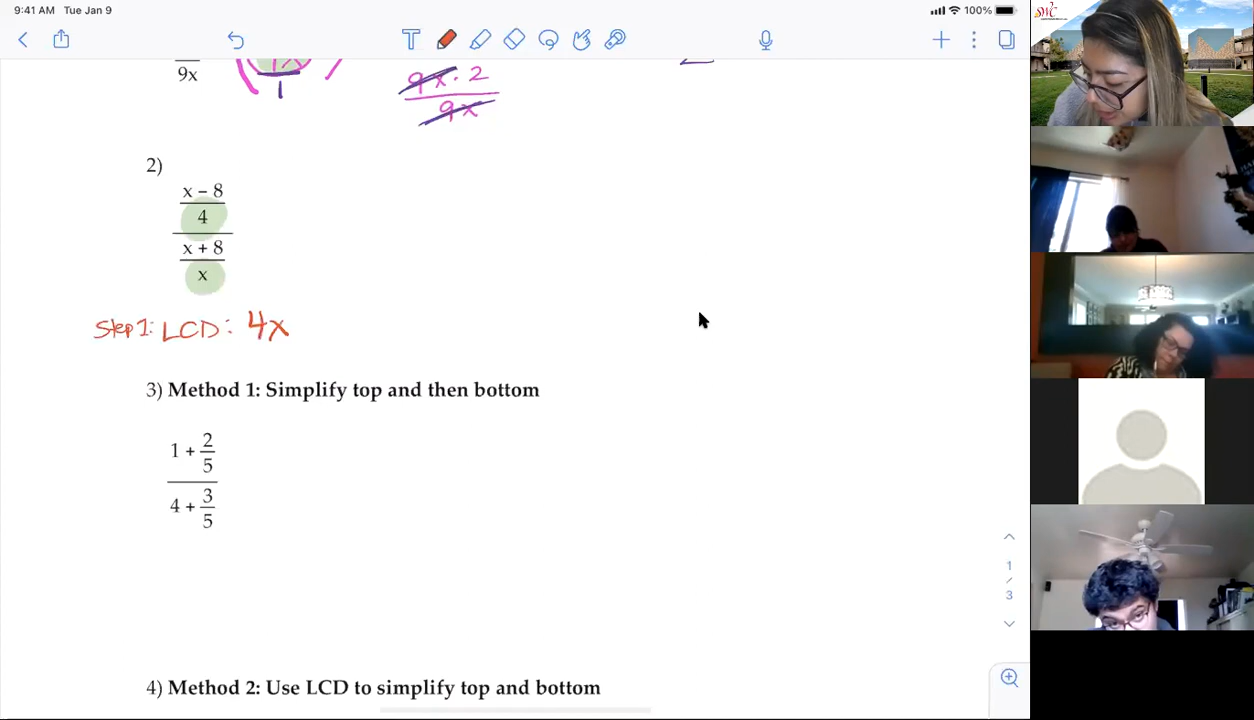 9:41 AM Tue Jan 9
100%
SWC
9x
1
9x · 2
9x
2)
x – 8
4
x + 8
x
Step 1: LCD: 4x
3) Method 1: Simplify top and then bottom
1 + 2/5
4 + 3/5
1
/
3
4) Method 2: Use LCD to simplify top and bottom